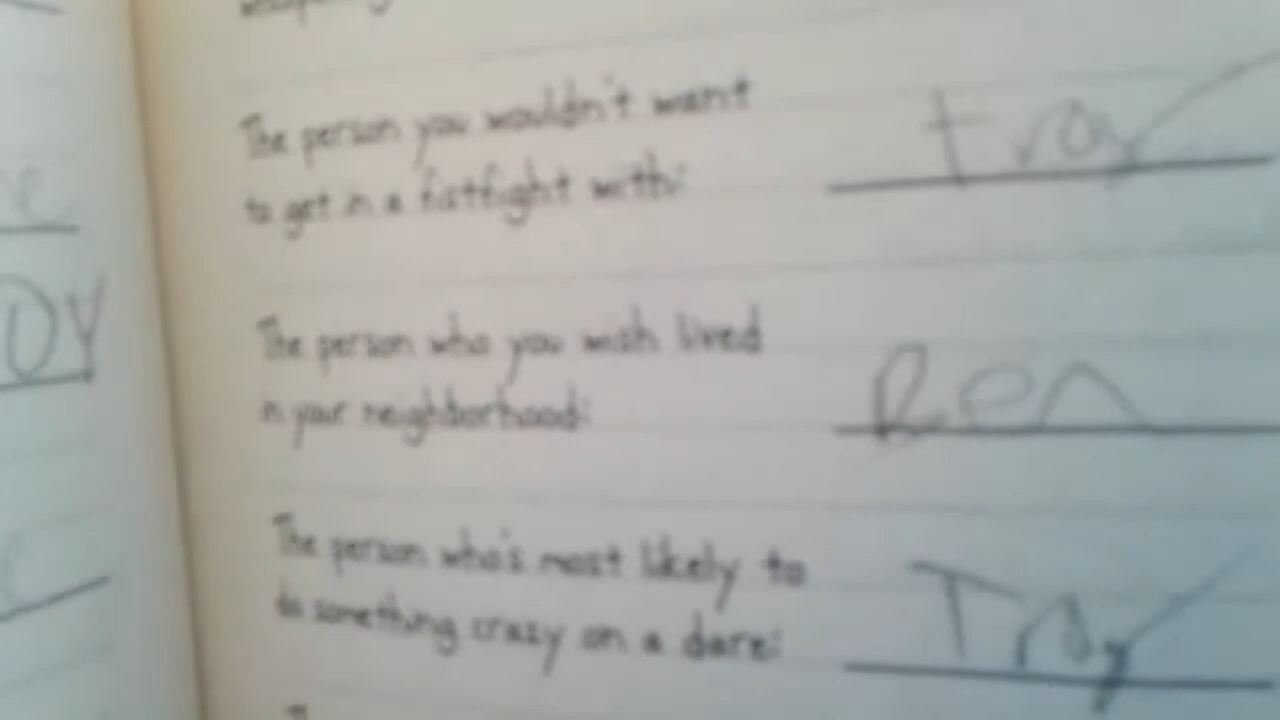 The person you wouldn't want
to get in a fistfight with: Troy
The person who you wish lived
in your neighborhood: Ben
The person who's most likely to
do something crazy on a dare: Troy
OY